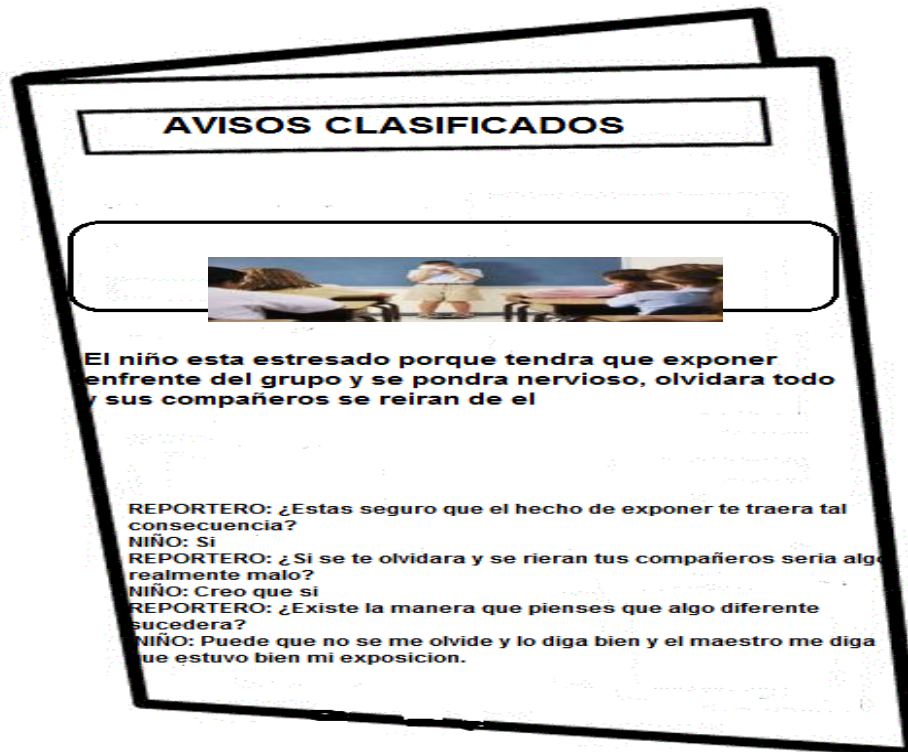 AVISOS CLASIFICADOS
El niño esta estresado porque tendra que exponer
enfrente del grupo y se pondra nervioso, olvidara todo
y sus compañeros se reiran de el
REPORTERO: ¿Estas seguro que el hecho de exponer te traera tal
consecuencia?
NIÑO: Si
REPORTERO: ¿Si se te olvidara y se rieran tus compañeros seria algo
realmente malo?
NIÑO: Creo que si
REPORTERO: ¿Existe la manera que pienses que algo diferente
sucedera?
NIÑO: Puede que no se me olvide y lo diga bien y el maestro me diga
que estuvo bien mi exposicion.